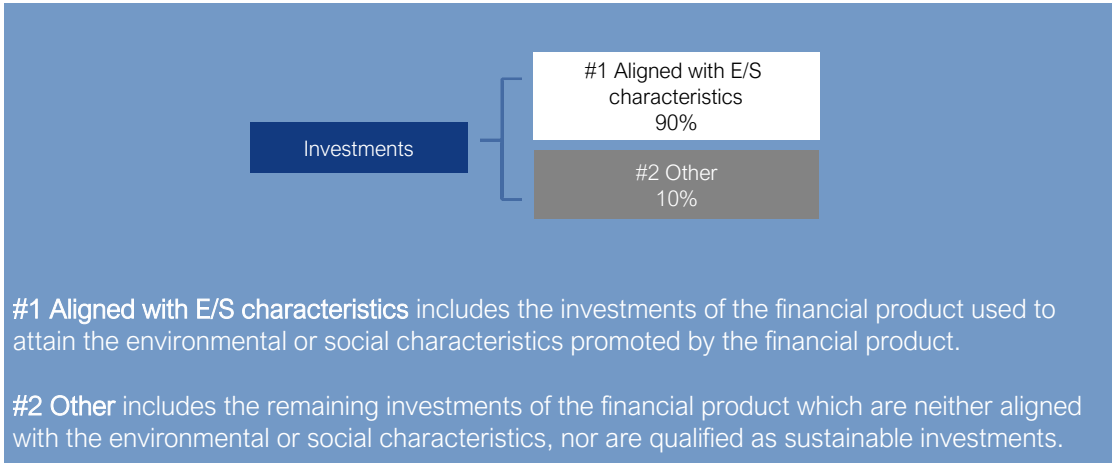 #1 Aligned with E/S
characteristics
90%
Investments
#2 Other
10%
#1 Aligned with E/S characteristics includes the investments of the financial product used to
attain the environmental or social characteristics promoted by the financial product.
#2 Other includes the remaining investments of the financial product which are neither aligned
with the environmental or social characteristics, nor are qualified as sustainable investments.